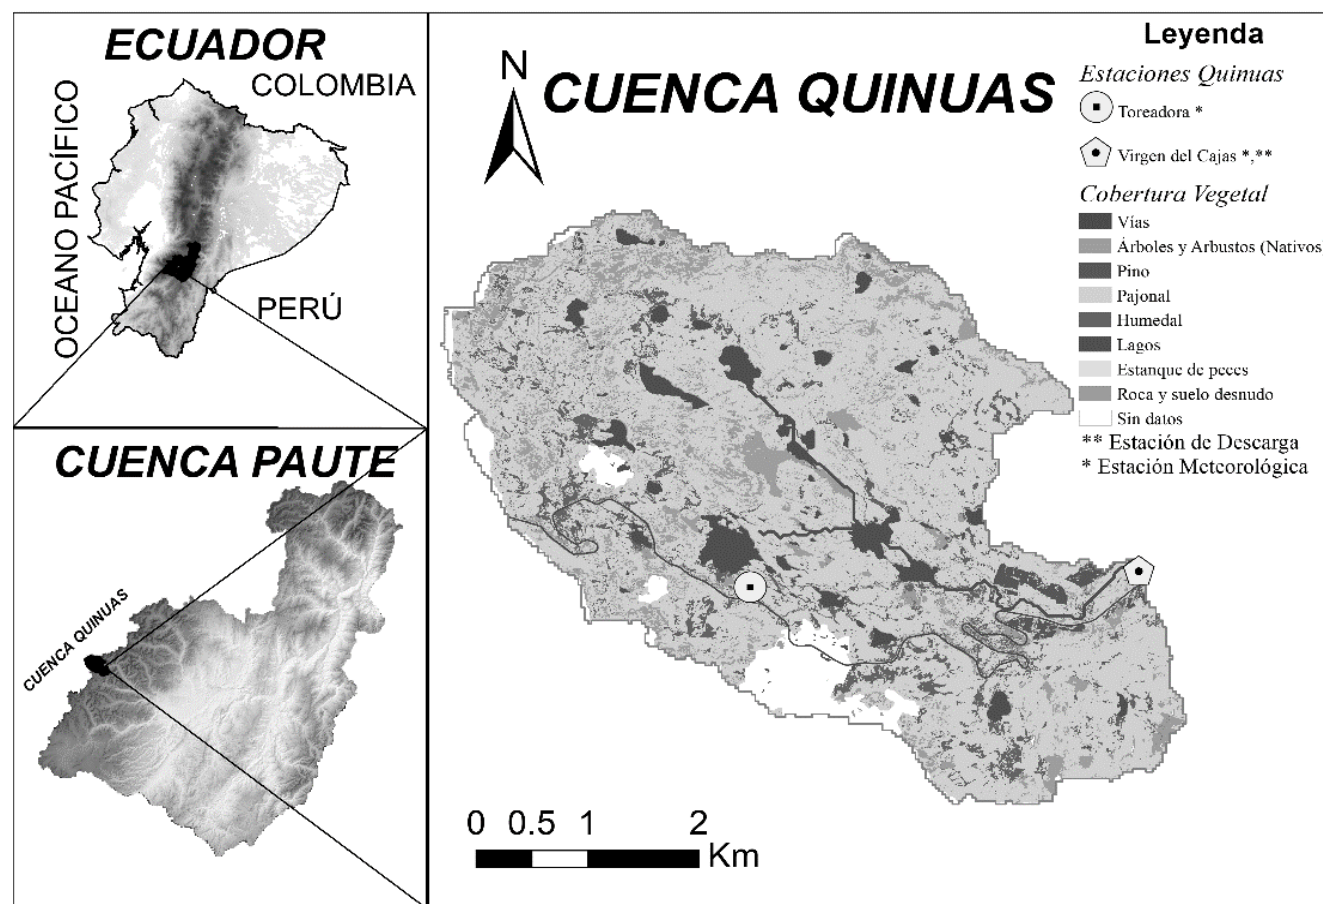 ECUADOR
COLOMBIA
OCEANO PACÍFICO
PERÚ
CUENCA PAUTE
CUENCA QUINUAS
N
CUENCA QUINUAS
0 0.5 1 2
Km
Leyenda
Estaciones Quinuas
Toreadora *
Virgen del Cajas *,**
Cobertura Vegetal
Vías
Árboles y Arbustos (Nativos
Pino
Pajonal
Humedal
Lagos
Estanque de peces
Roca y suelo desnudo
Sin datos
** Estación de Descarga
* Estación Meteorológica